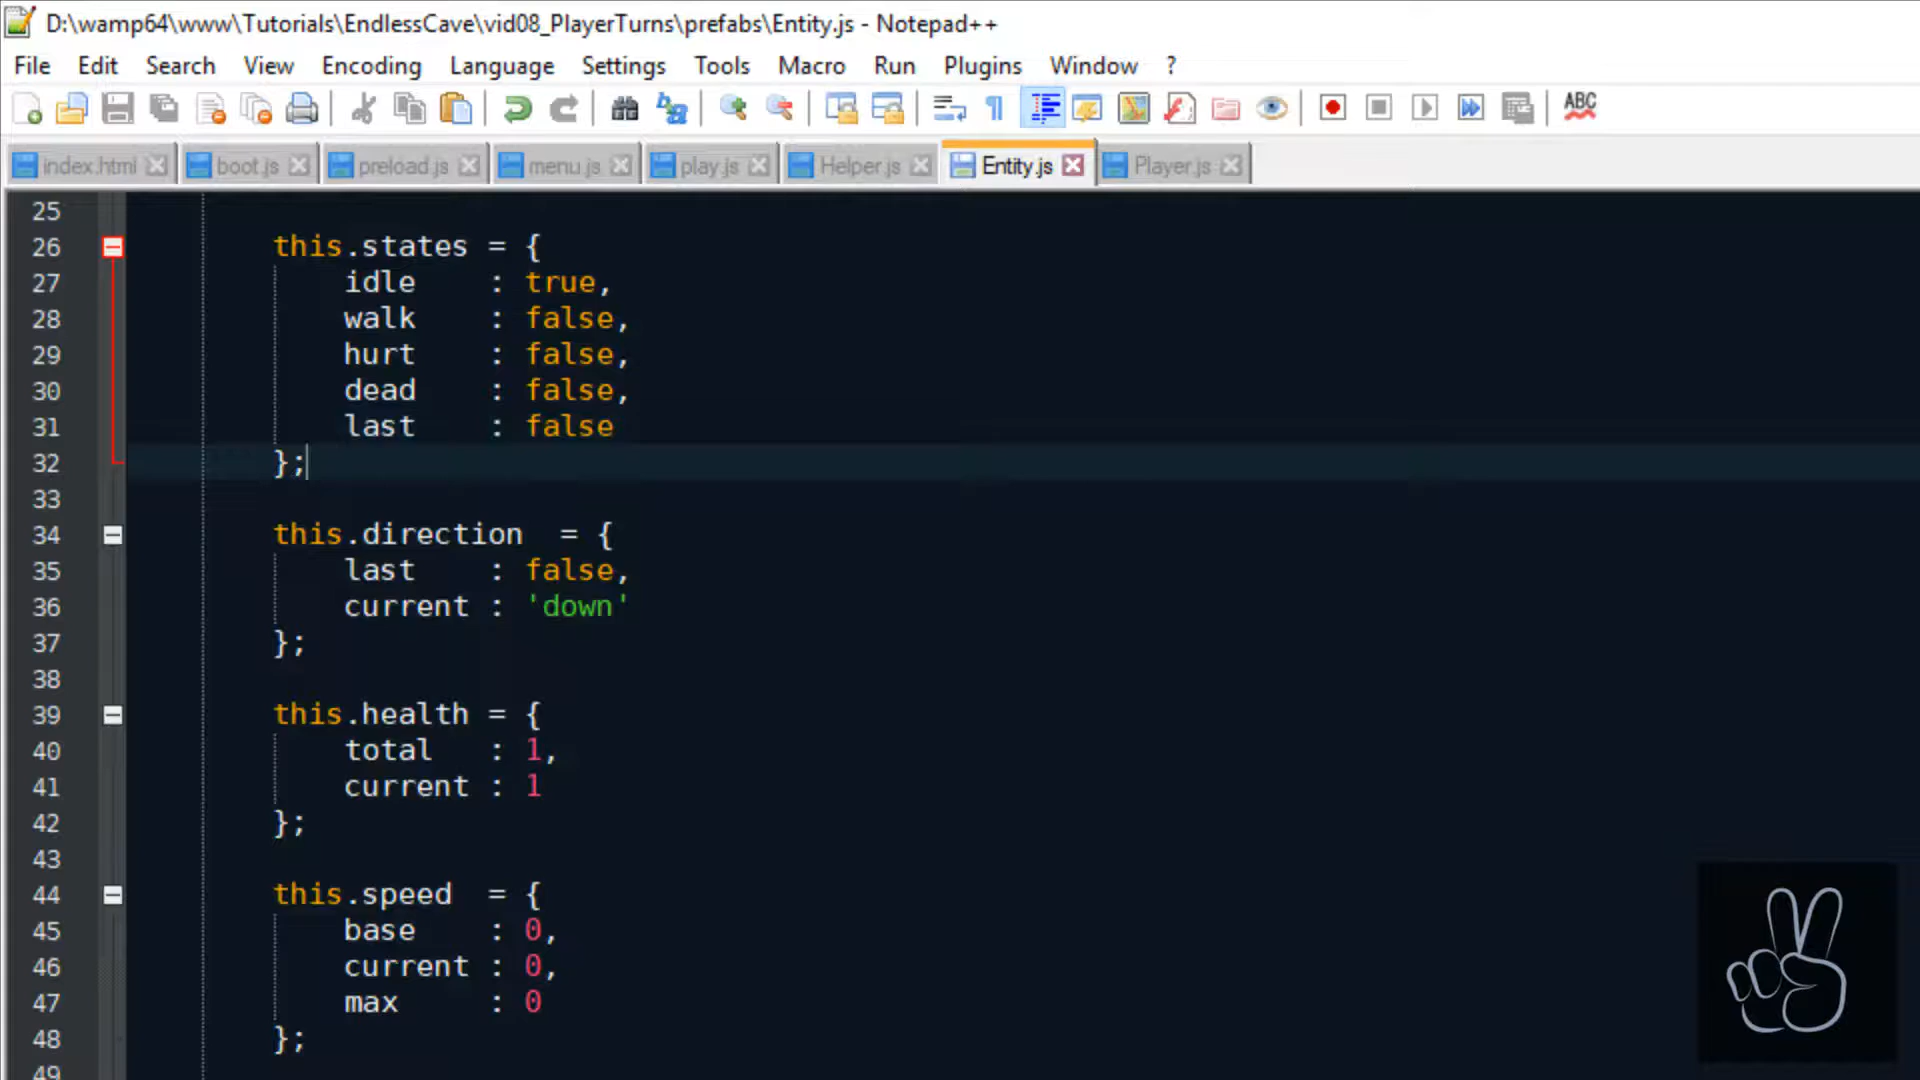 D:\wamp64\www\Tutorials\EndlessCave\vid08_PlayerTurns\prefabs\Entity.js - Notepad++
File Edit Search View Encoding Language Settings Tools Macro Run Plugins Window ?
ABC
index.html boot.js preload.js menu.js play.js Helper.js Entity.js Player.js
25
26 this.states = {
27 idle : true,
28 walk : false,
29 hurt : false,
30 dead : false,
31 last : false
32 };
33
34 this.direction = {
35 last : false,
36 current : 'down'
37 };
38
39 this.health = {
40 total : 1,
41 current : 1
42 };
43
44 this.speed = {
45 base : 0,
46 current : 0,
47 max : 0
48 };
49